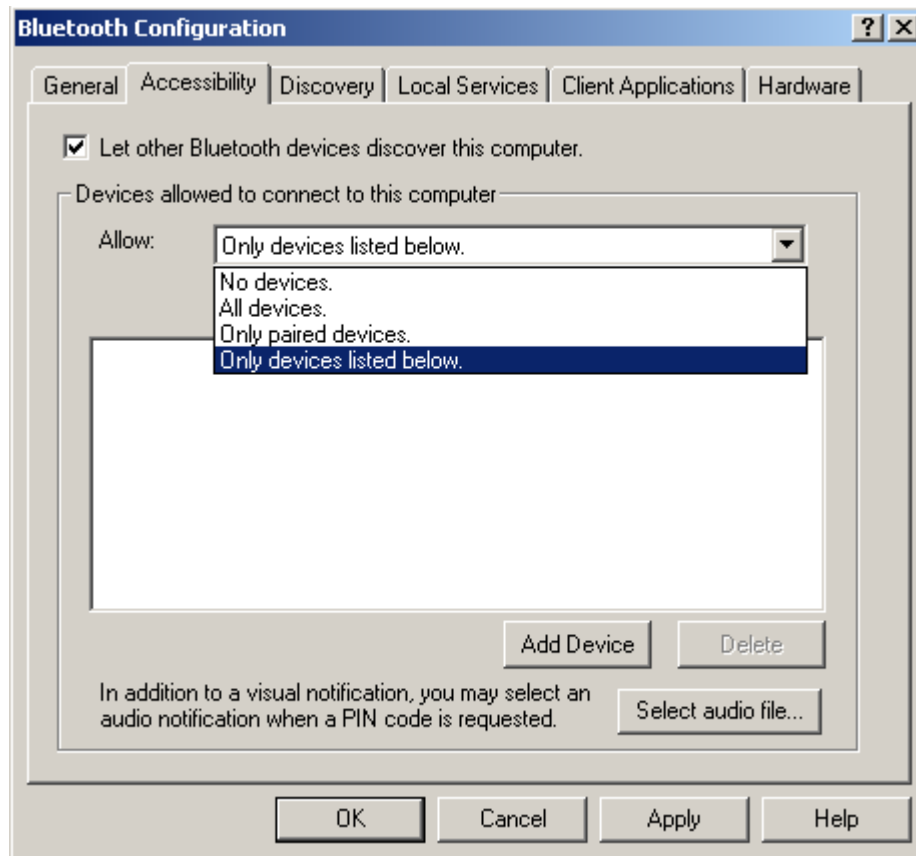 Bluetooth Configuration
General Accessibility Discovery Local Services Client Applications Hardware
Let other Bluetooth devices discover this computer.
Devices allowed to connect to this computer
Allow: Only devices listed below.
No devices.
All devices.
Only paired devices.
Only devices listed below.
Add Device Delete
In addition to a visual notification, you may select an
audio notification when a PIN code is requested.
Select audio file...
OK Cancel Apply Help